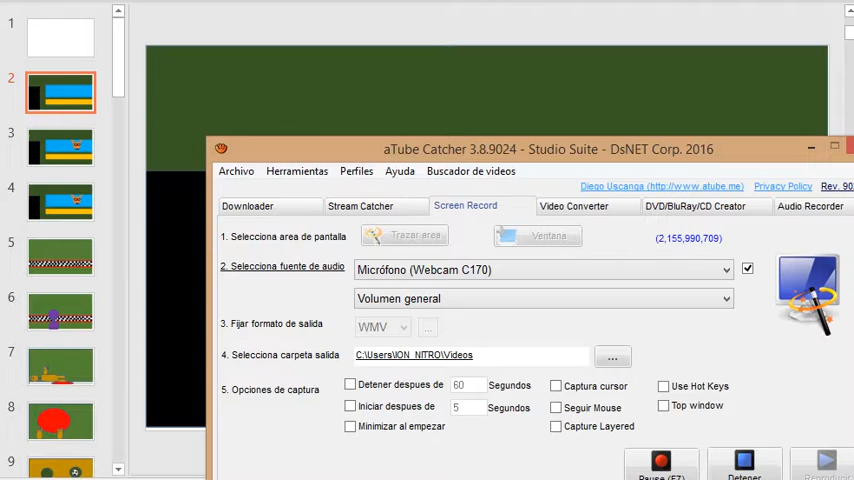 1
2
3
4
5
6
7
8
9
aTube Catcher 3.8.9024 - Studio Suite - DsNET Corp. 2016
Archivo Herramientas Perfiles Ayuda Buscador de videos
Diego Uscanga (http://www.atube.me) Privacy Policy Rev. 90
Downloader Stream Catcher Screen Record Video Converter DVD/BluRay/CD Creator Audio Recorder
1. Selecciona area de pantalla Trazar area Ventana (2,155,990,709)
2. Selecciona fuente de audio Micrófono (Webcam C170)
Volumen general
3. Fijar formato de salida WMV ...
4. Selecciona carpeta salida C:\Users\ION_NITRO\Videos ...
5. Opciones de captura Detener despues de 60 Segundos Captura cursor Use Hot Keys
Iniciar despues de 5 Segundos Seguir Mouse Top window
Minimizar al empezar Capture Layered
Pause (F7) Detener Reproducir